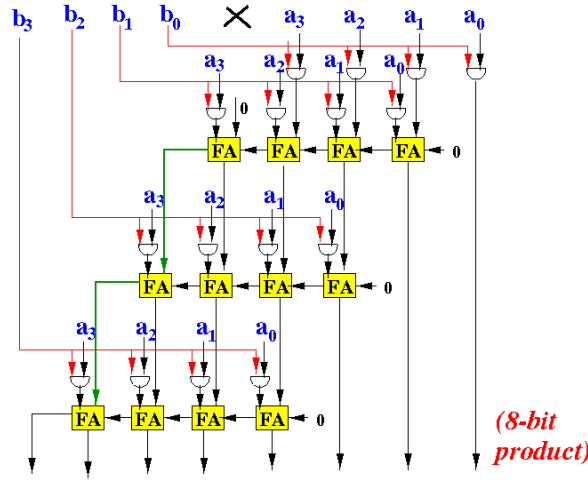 b3 b2 b1 b0 × a3 a2 a1 a0
a3 a2 a1 a0
0
FA FA FA FA 0
a3 a2 a1 a0
FA FA FA FA 0
a3 a2 a1 a0
FA FA FA FA 0
(8-bit
product)